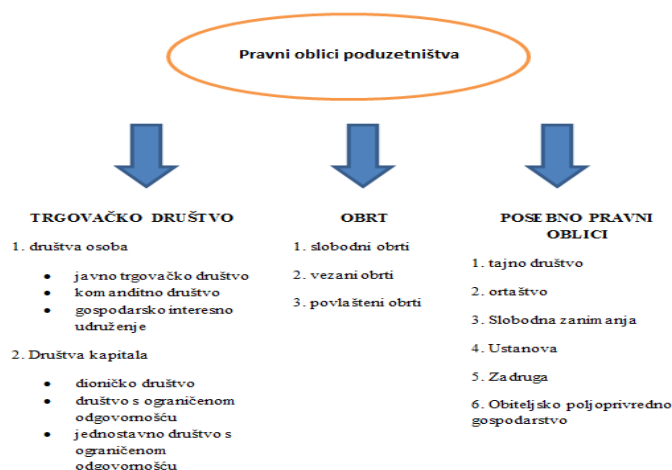 Pravni oblici poduzetništva
TRGOVAČKO DRUŠTVO
1. društva osoba
• javno trgovačko društvo
• komanditno društvo
• gospodarsko interesno
udruženje
2. Društva kapitala
• dioničko društvo
• društvo s ograničenom
odgovornošću
• jednostavno društvo s
ograničenom
odgovornošću
OBRT
1. slobodni obrti
2. vezani obrti
3. povlašteni obrti
POSEBNO PRAVNI
OBLICI
1. tajno društvo
2. ortaštvo
3. Slobodna zanimanja
4. Ustanova
5. Zadruga
6. Obiteljsko poljoprivredno
gospodarstvo